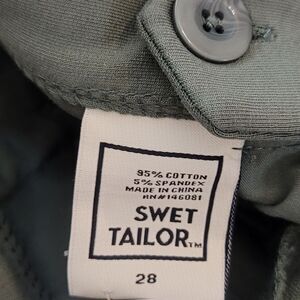 95% COTTON
5% SPANDEX
MADE IN CHINA
RN#146081
SWET
TAILOR™
28